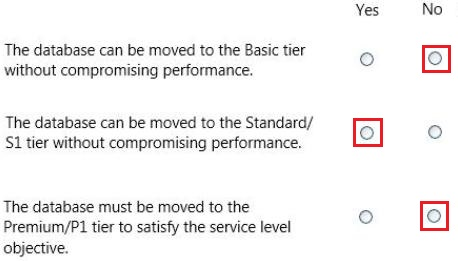 Yes No
The database can be moved to the Basic tier
without compromising performance.
The database can be moved to the Standard/
S1 tier without compromising performance.
The database must be moved to the
Premium/P1 tier to satisfy the service level
objective.